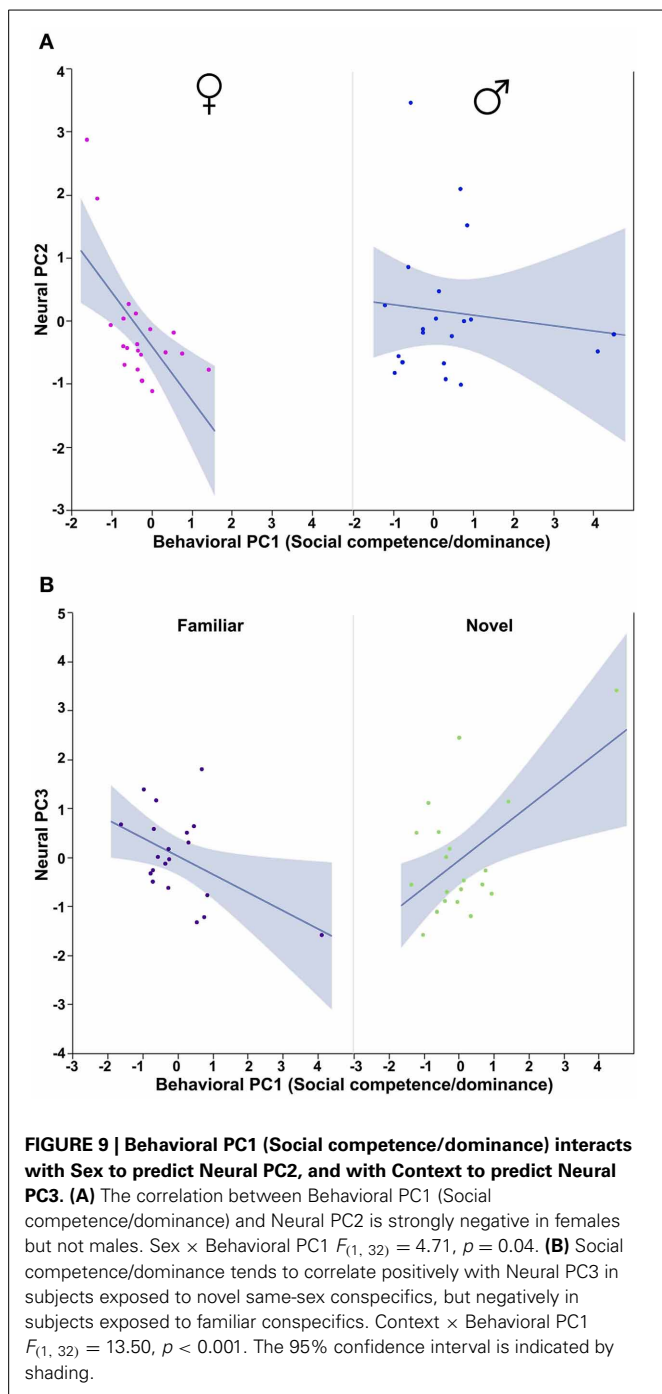 A
♀ ♂
4
3
2
1
0
-1
-2
-3
Neural PC2
-2 -1 0 1 2 3 4 -2 -1 0 1 2 3 4
Behavioral PC1 (Social competence/dominance)
B
Familiar Novel
5
4
3
2
1
0
-1
-2
-3
-4
Neural PC3
-3 -2 -1 0 1 2 3 4 -3 -2 -1 0 1 2 3 4
Behavioral PC1 (Social competence/dominance)
FIGURE 9 | Behavioral PC1 (Social competence/dominance) interacts
with Sex to predict Neural PC2, and with Context to predict Neural
PC3. (A) The correlation between Behavioral PC1 (Social
competence/dominance) and Neural PC2 is strongly negative in females
but not males. Sex × Behavioral PC1 F(1, 32) = 4.71, p = 0.04. (B) Social
competence/dominance tends to correlate positively with Neural PC3 in
subjects exposed to novel same-sex conspecifics, but negatively in
subjects exposed to familiar conspecifics. Context × Behavioral PC1
F(1, 32) = 13.50, p < 0.001. The 95% confidence interval is indicated by
shading.